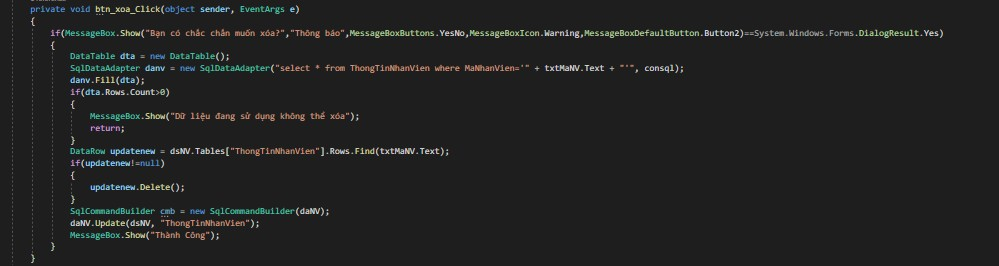 private void btn_xoa_Click(object sender, EventArgs e)
{
if(MessageBox.Show("Bạn có chắc chắn muốn xóa?","Thông báo",MessageBoxButtons.YesNo,MessageBoxIcon.Warning,MessageBoxDefaultButton.Button2)==System.Windows.Forms.DialogResult.Yes)
{
DataTable dta = new DataTable();
SqlDataAdapter danv = new SqlDataAdapter("select * from ThongTinNhanVien where MaNhanVien='" + txtMaNV.Text + "'", consql);
danv.Fill(dta);
if(dta.Rows.Count>0)
{
MessageBox.Show("Dữ liệu đang sử dụng không thể xóa");
return;
}
DataRow updatenew = dsNV.Tables["ThongTinNhanVien"].Rows.Find(txtMaNV.Text);
if(updatenew!=null)
{
updatenew.Delete();
}
SqlCommandBuilder cmb = new SqlCommandBuilder(daNV);
daNV.Update(dsNV, "ThongTinNhanVien");
MessageBox.Show("Thành Công");
}
}